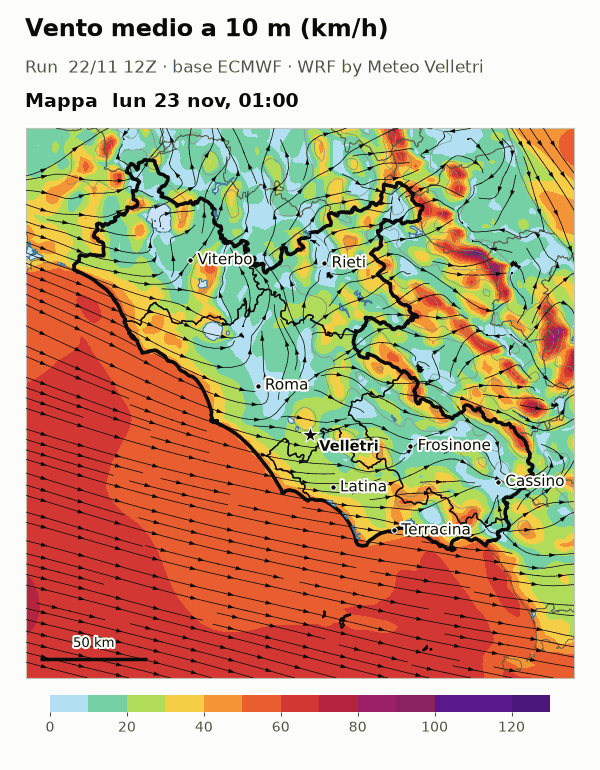 Vento medio a 10 m (km/h)
Run 22/11 12Z · base ECMWF · WRF by Meteo Velletri
Mappa lun 23 nov, 01:00
Viterbo
Rieti
Roma
Velletri
Frosinone
Cassino
Latina
Terracina
50 km
0 20 40 60 80 100 120